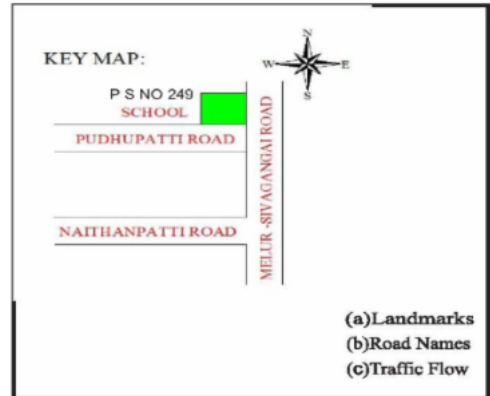 N
KEY MAP:
W E
S
P S NO 249
SCHOOL
PUDHUPATTI ROAD
MELUR -SIVAGANGAI ROAD
NAITHANPATTI ROAD
(a)Landmarks
(b)Road Names
(c)Traffic Flow